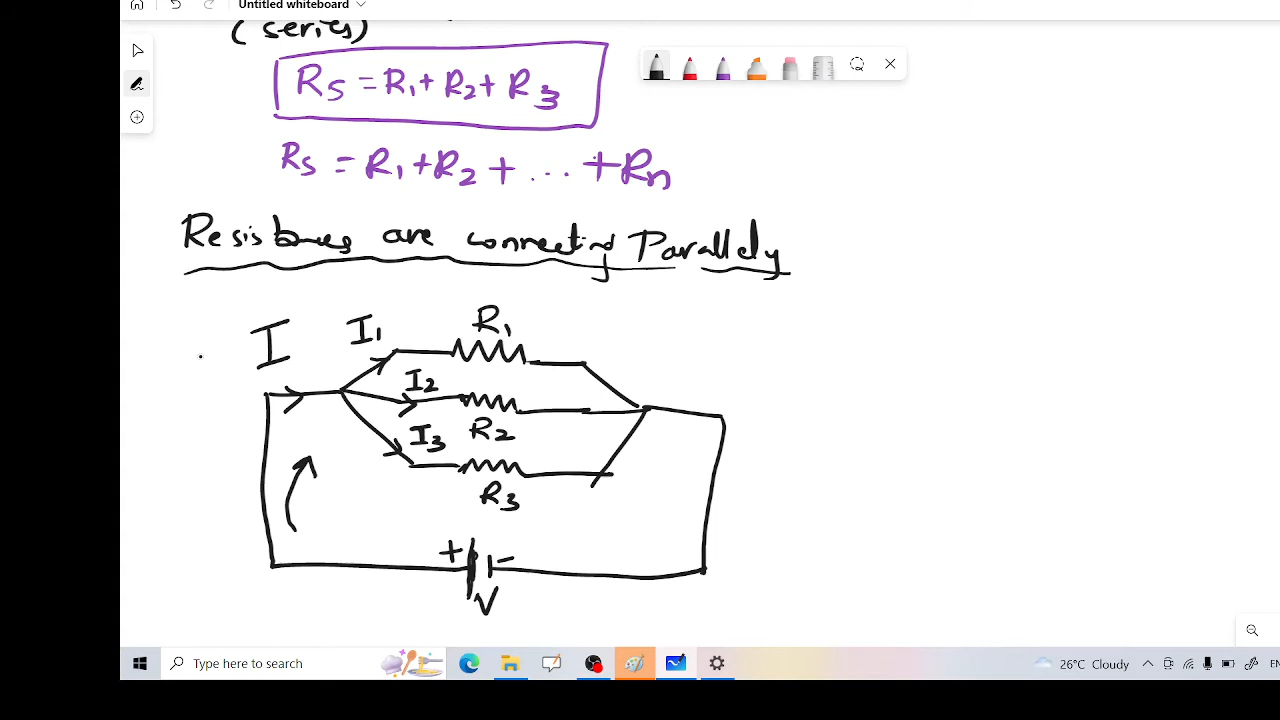 Untitled whiteboard
(series)
RS = R1 + R2 + R3
RS = R1 + R2 + ... + Rn
Resistances are connecting Parallely
I I1 R1
I2
I3 R2
R3
+ -
V
Type here to search
26°C Cloudy